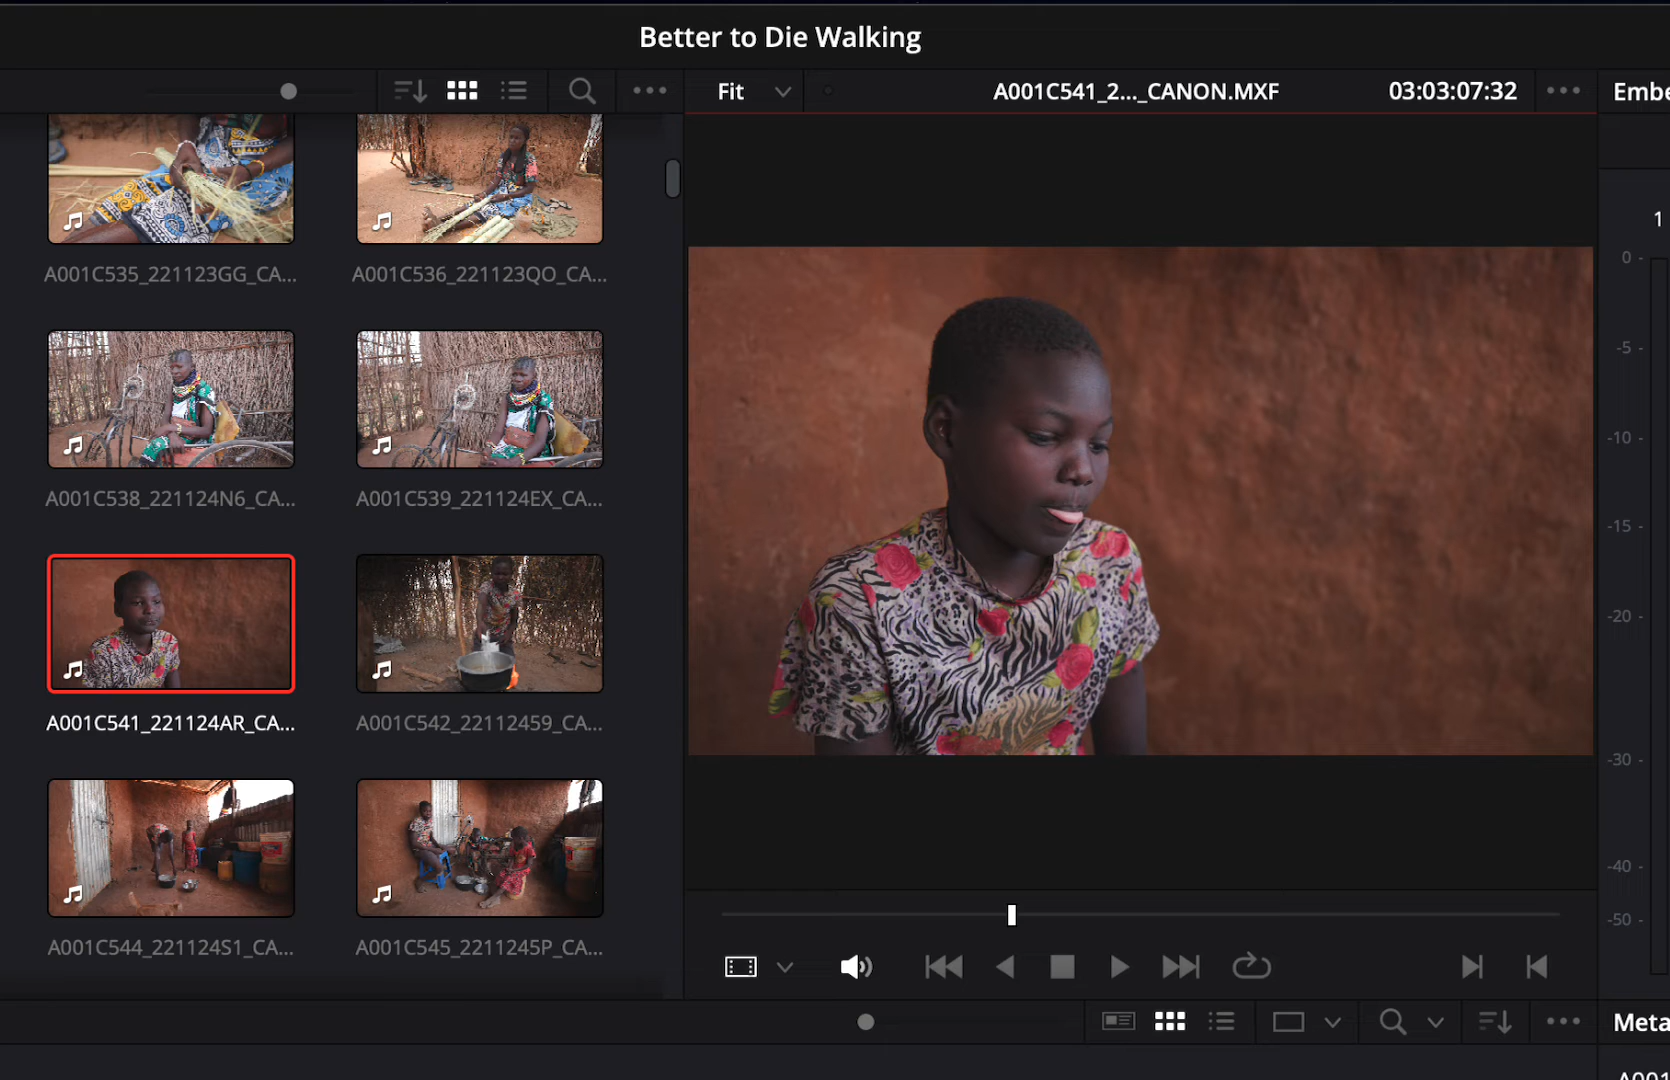 Better to Die Walking
Fit
A001C541_2..._CANON.MXF
03:03:07:32
Embe
A001C535_221123GG_CA...
A001C536_221123QO_CA...
A001C538_221124N6_CA...
A001C539_221124EX_CA...
A001C541_221124AR_CA...
A001C542_22112459_CA...
A001C544_221124S1_CA...
A001C545_2211245P_CA...
1
0
-5
-10
-15
-20
-30
-40
-50
Meta
A001